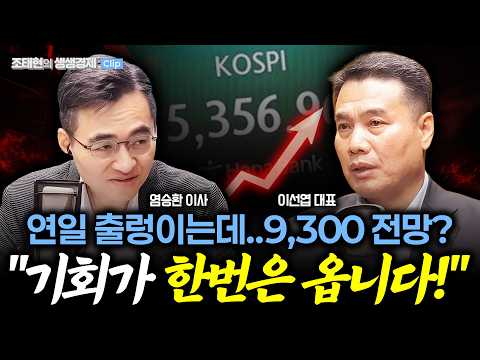 조태현의 생생경제 Clip
KOSPI
5,356.9
Hana Bank
염승환 이사
이선엽 대표
연일 출렁이는데..9,300 전망?
"기회가 한번은 옵니다!"